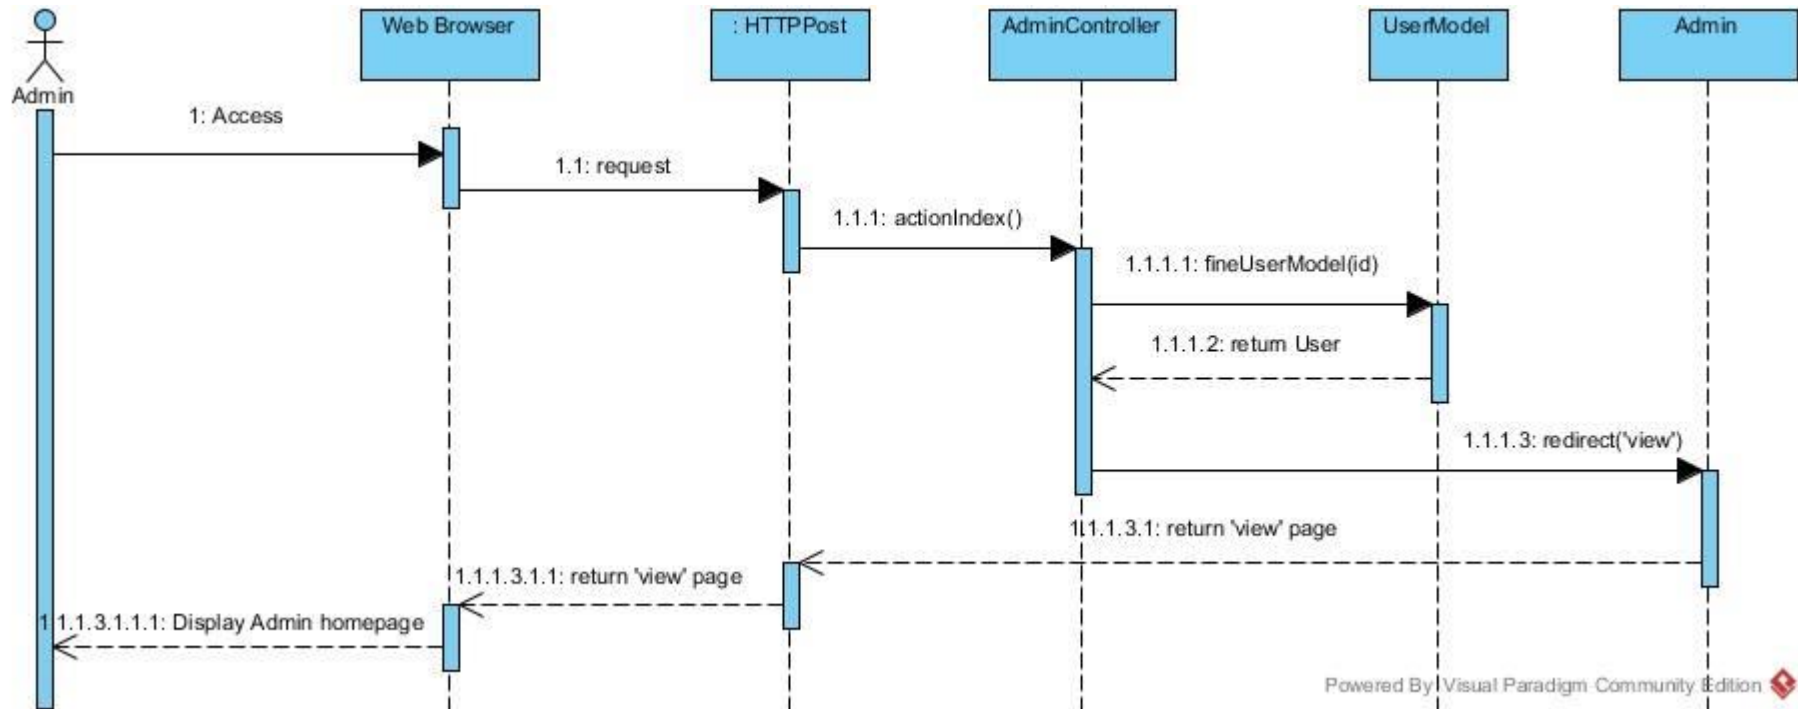 Web Browser
: HTTPPost
AdminController
UserModel
Admin
Admin
1: Access
1.1: request
1.1.1: actionIndex()
1.1.1.1: fineUserModel(id)
1.1.1.2: return User
1.1.1.3: redirect('view')
1.1.1.3.1: return 'view' page
1.1.1.3.1.1: return 'view' page
1.1.1.3.1.1.1: Display Admin homepage
Powered By Visual Paradigm Community Edition